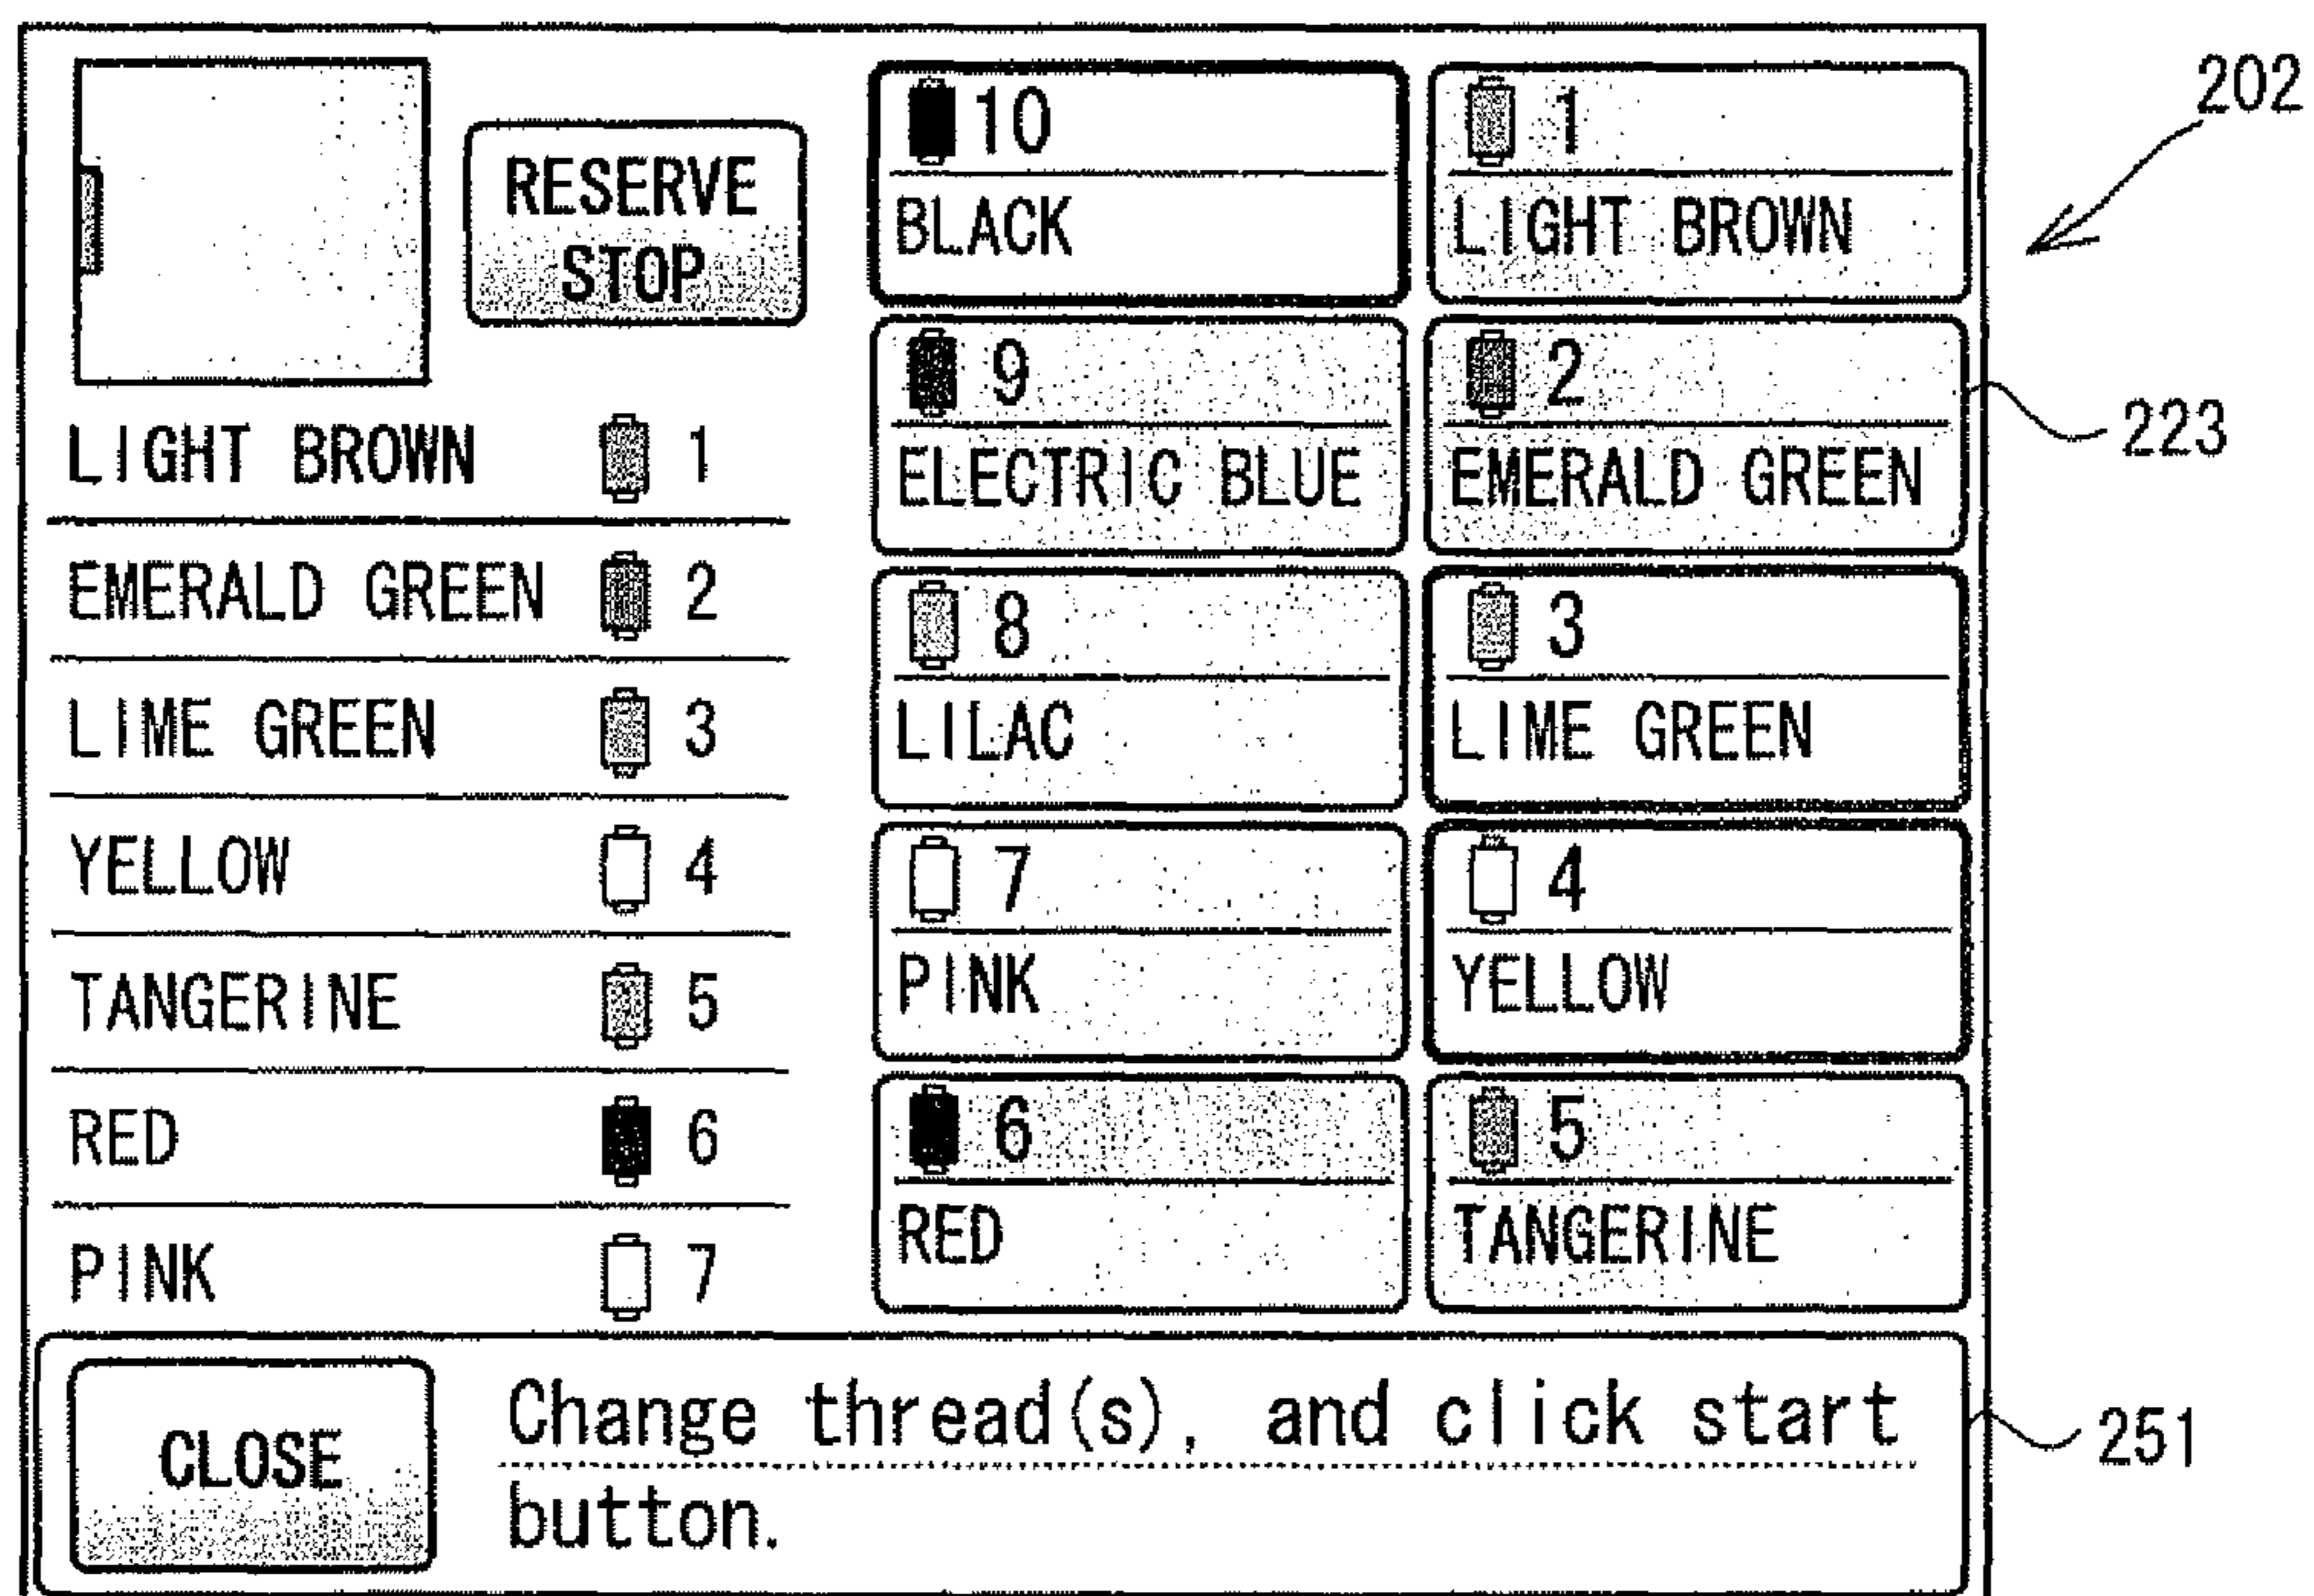 RESERVE
STOP
LIGHT BROWN 1
EMERALD GREEN 2
LIME GREEN 3
YELLOW 4
TANGERINE 5
RED 6
PINK 7
10
BLACK
1
LIGHT BROWN
9
ELECTRIC BLUE
2
EMERALD GREEN
8
LILAC
3
LIME GREEN
7
PINK
4
YELLOW
6
RED
5
TANGERINE
CLOSE
Change thread(s), and click start
button.
202
223
251